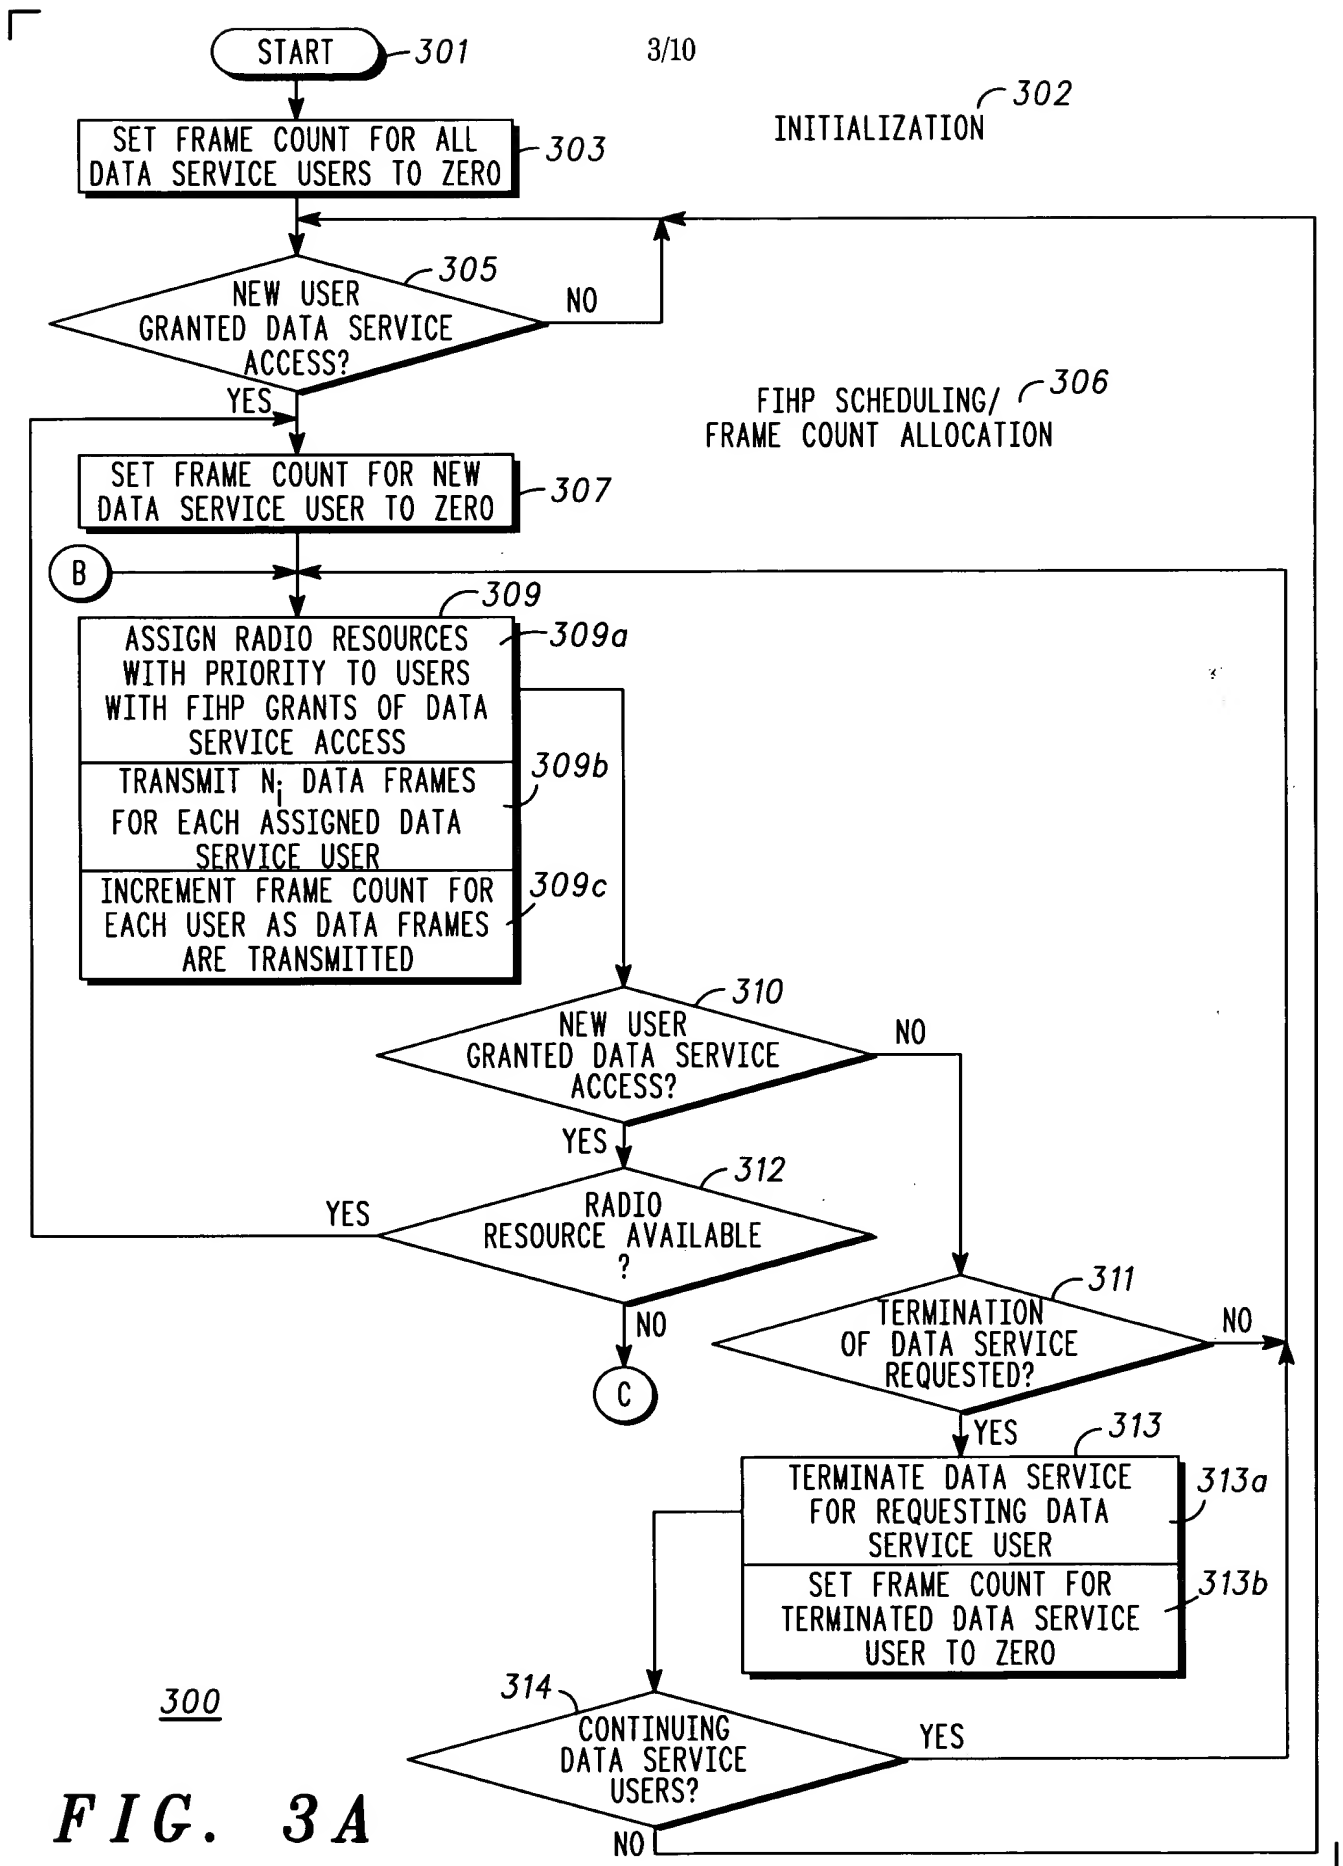 3/10
START
301
INITIALIZATION
302
SET FRAME COUNT FOR ALL
DATA SERVICE USERS TO ZERO
303
305
NEW USER
GRANTED DATA SERVICE
ACCESS?
NO
YES
FIHP SCHEDULING/
FRAME COUNT ALLOCATION
306
SET FRAME COUNT FOR NEW
DATA SERVICE USER TO ZERO
307
B
309
ASSIGN RADIO RESOURCES
WITH PRIORITY TO USERS
WITH FIHP GRANTS OF DATA
SERVICE ACCESS
309a
TRANSMIT Ni DATA FRAMES
FOR EACH ASSIGNED DATA
SERVICE USER
309b
INCREMENT FRAME COUNT FOR
EACH USER AS DATA FRAMES
ARE TRANSMITTED
309c
310
NEW USER
GRANTED DATA SERVICE
ACCESS?
NO
YES
312
RADIO
RESOURCE AVAILABLE
?
YES
NO
C
311
TERMINATION
OF DATA SERVICE
REQUESTED?
NO
YES
313
TERMINATE DATA SERVICE
FOR REQUESTING DATA
SERVICE USER
313a
SET FRAME COUNT FOR
TERMINATED DATA SERVICE
USER TO ZERO
313b
314
CONTINUING
DATA SERVICE
USERS?
YES
NO
300
FIG. 3A